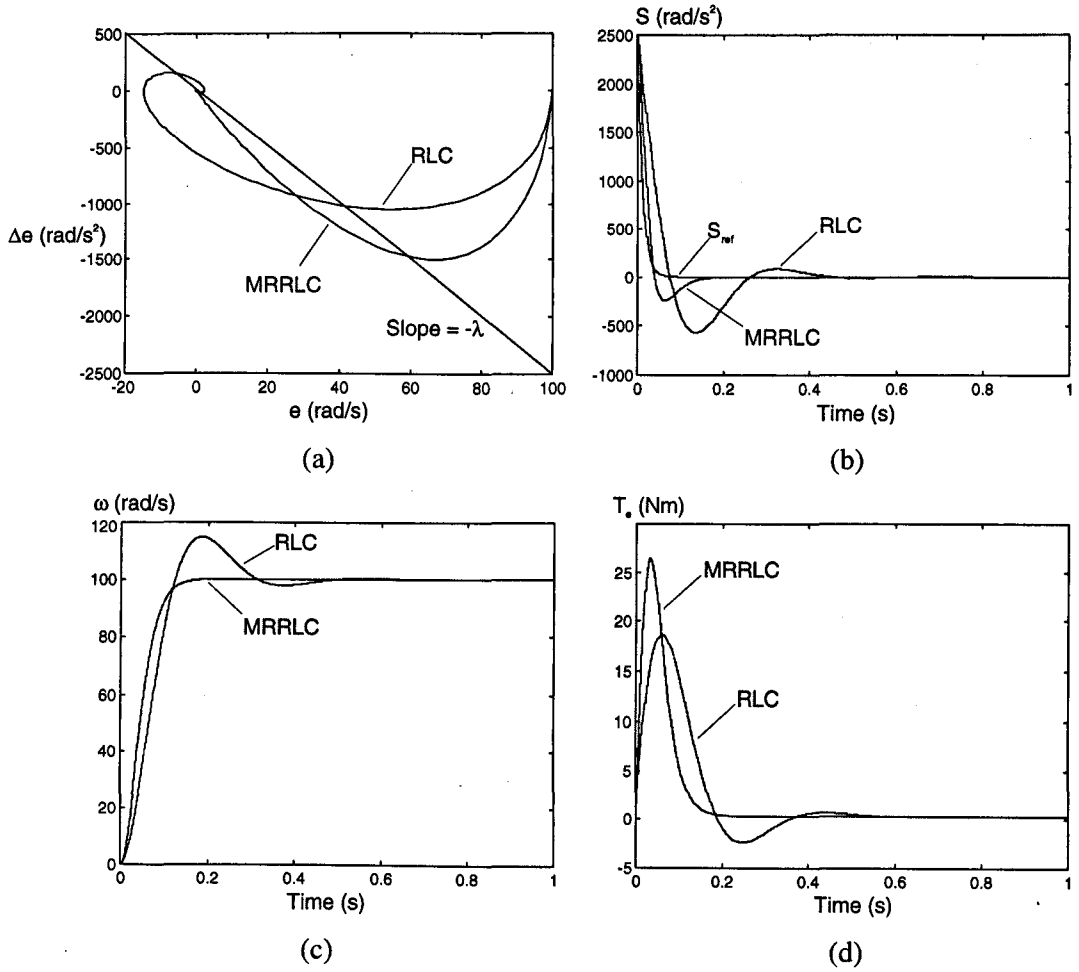 500
0
-500
-1000
-1500
-2000
-2500
Δe (rad/s²)
RLC
MRRLC
Slope = -λ
-20
0
20
40
60
80
100
e (rad/s)
(a)
S (rad/s²)
2500
2000
1500
1000
500
0
-500
-1000
S_ref
RLC
MRRLC
0
0.2
0.4
0.6
0.8
1
Time (s)
(b)
ω (rad/s)
120
100
80
60
40
20
0
RLC
MRRLC
0
0.2
0.4
0.6
0.8
1
Time (s)
(c)
T_e (Nm)
25
20
15
10
5
0
-5
MRRLC
RLC
0
0.2
0.4
0.6
0.8
1
Time (s)
(d)